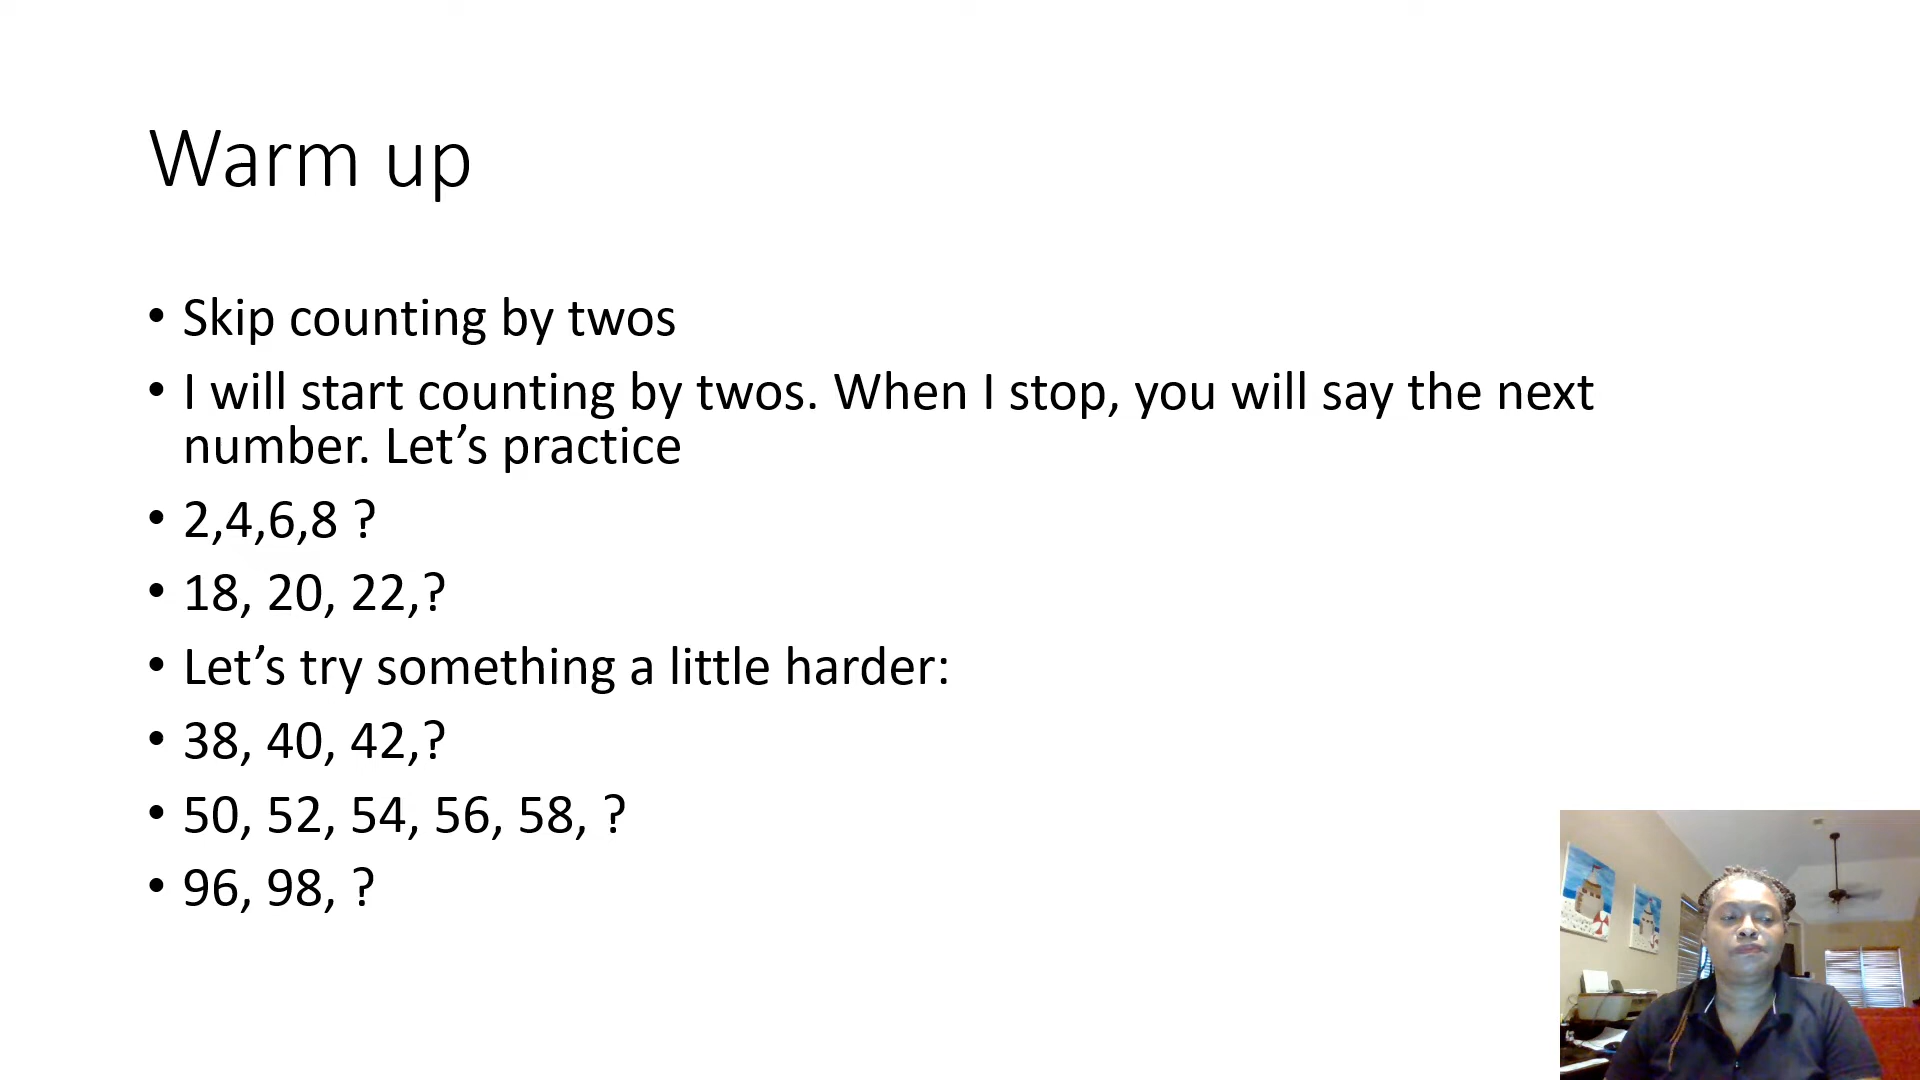 Warm up
• Skip counting by twos
• I will start counting by twos. When I stop, you will say the next
number. Let’s practice
• 2,4,6,8 ?
• 18, 20, 22,?
• Let’s try something a little harder:
• 38, 40, 42,?
• 50, 52, 54, 56, 58, ?
• 96, 98, ?